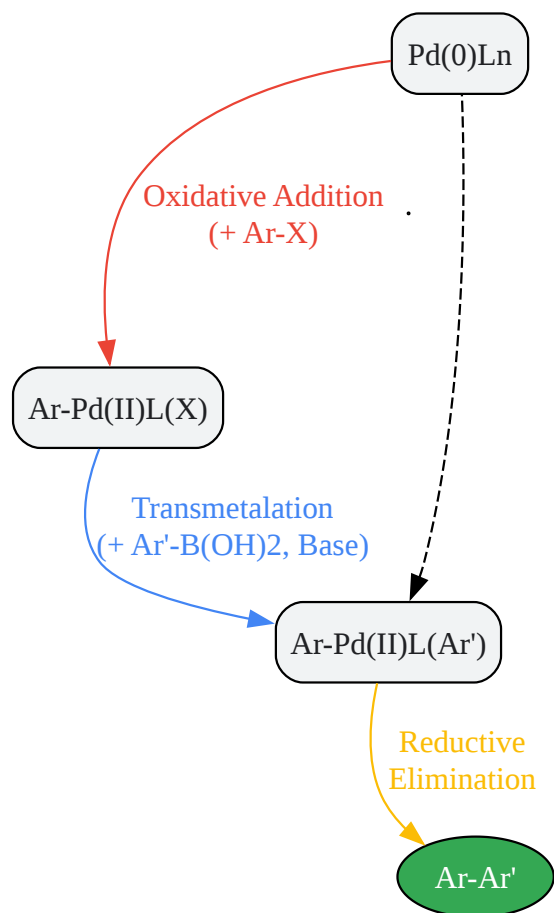 Pd(0)Ln
Oxidative Addition
(+ Ar-X)
Ar-Pd(II)L(X)
Transmetalation
(+ Ar'-B(OH)2, Base)
Ar-Pd(II)L(Ar')
Reductive
Elimination
Ar-Ar'